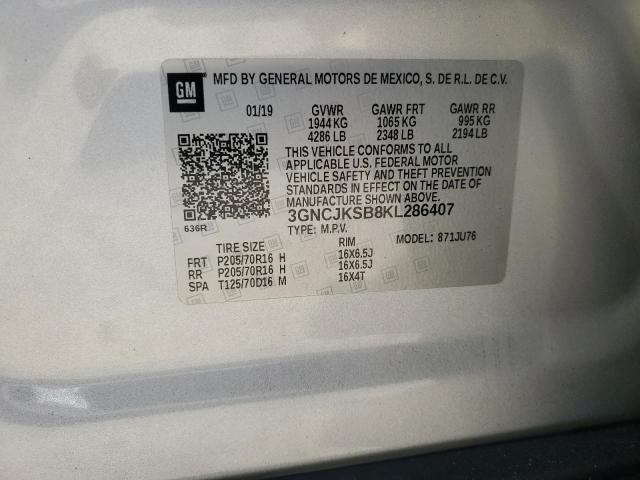 GM MFD BY GENERAL MOTORS DE MEXICO, S. DE R.L. DE C.V.
01/19 GVWR GAWR FRT GAWR RR
1944 KG 1065 KG 995 KG
4286 LB 2348 LB 2194 LB
THIS VEHICLE CONFORMS TO ALL
APPLICABLE U.S. FEDERAL MOTOR
VEHICLE SAFETY AND THEFT PREVENTION
STANDARDS IN EFFECT ON THE DATE OF
MANUFACTURE SHOWN ABOVE.
3GNCJKSB8KL286407
636R
TYPE: M.P.V. MODEL: 871JU76
TIRE SIZE RIM
FRT P205/70R16 H 16X6.5J
RR P205/70R16 H 16X6.5J
SPA T125/70D16 M 16X4T